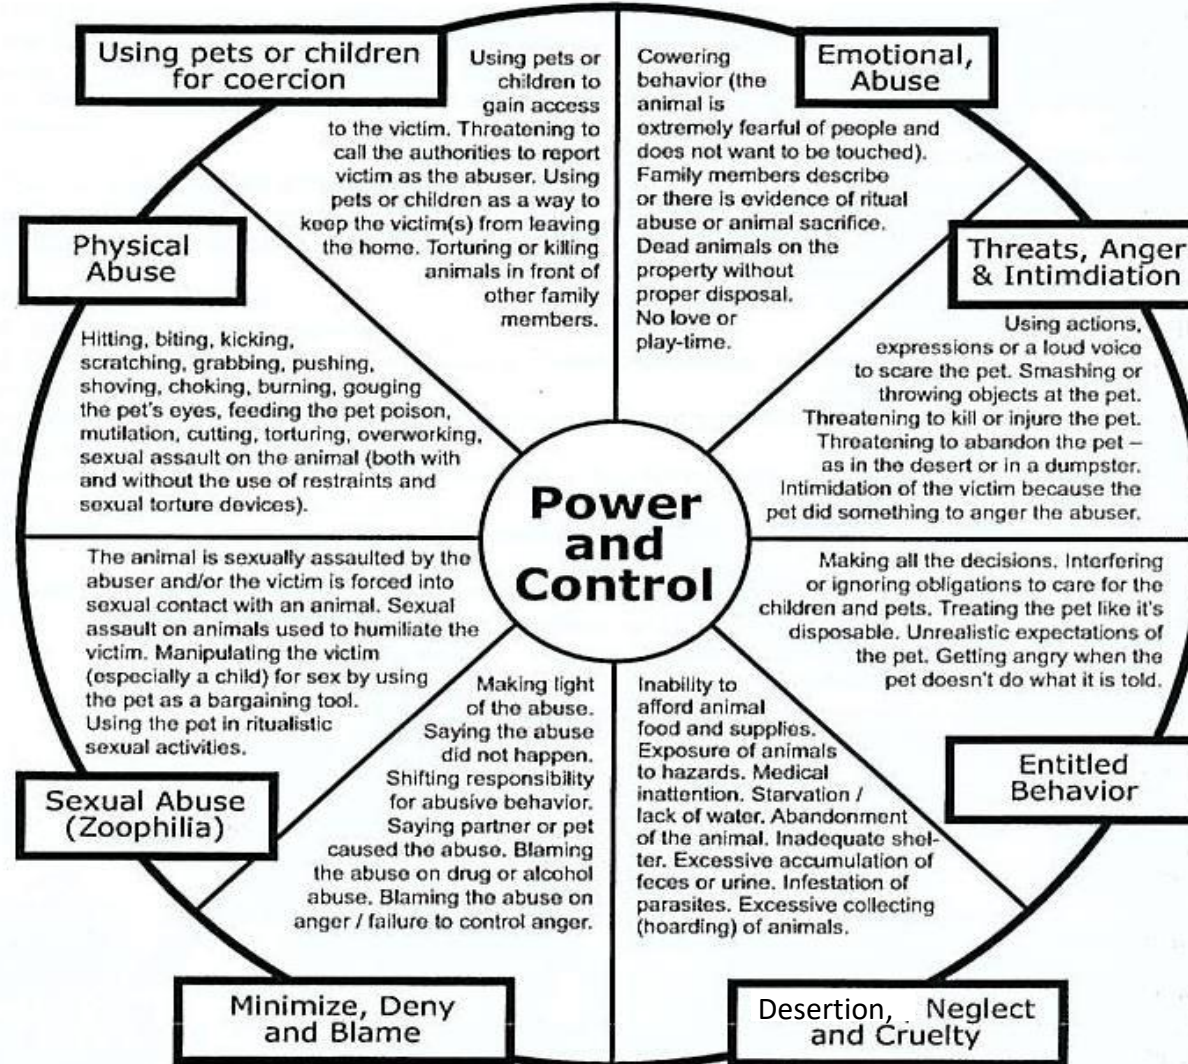 Using pets or children
for coercion
Using pets or
children to
gain access
to the victim. Threatening to
call the authorities to report
victim as the abuser. Using
pets or children as a way to
keep the victim(s) from leaving
the home. Torturing or killing
animals in front of
other family
members.
Emotional,
Abuse
Cowering
behavior (the
animal is
extremely fearful of people and
does not want to be touched).
Family members describe
or there is evidence of ritual
abuse or animal sacrifice.
Dead animals on the
property without
proper disposal.
No love or
play-time.
Physical
Abuse
Hitting, biting, kicking,
scratching, grabbing, pushing,
shoving, choking, burning, gouging
the pet's eyes, feeding the pet poison,
mutilation, cutting, torturing, overworking,
sexual assault on the animal (both with
and without the use of restraints and
sexual torture devices).
Threats, Anger
& Intimdiation
Using actions,
expressions or a loud voice
to scare the pet. Smashing or
throwing objects at the pet.
Threatening to kill or injure the pet.
Threatening to abandon the pet –
as in the desert or in a dumpster.
Intimidation of the victim because the
pet did something to anger the abuser.
Power
and
Control
The animal is sexually assaulted by the
abuser and/or the victim is forced into
sexual contact with an animal. Sexual
assault on animals used to humiliate the
victim. Manipulating the victim
(especially a child) for sex by using
the pet as a bargaining tool.
Using the pet in ritualistic
sexual activities.
Sexual Abuse
(Zoophilia)
Making all the decisions. Interfering
or ignoring obligations to care for the
children and pets. Treating the pet like it's
disposable. Unrealistic expectations of
the pet. Getting angry when the
pet doesn't do what it is told.
Entitled
Behavior
Making light
of the abuse.
Saying the abuse
did not happen.
Shifting responsibility
for abusive behavior.
Saying partner or pet
caused the abuse. Blaming
the abuse on drug or alcohol
abuse. Blaming the abuse on
anger / failure to control anger.
Minimize, Deny
and Blame
Inability to
afford animal
food and supplies.
Exposure of animals
to hazards. Medical
inattention. Starvation /
lack of water. Abandonment
of the animal. Inadequate shel-
ter. Excessive accumulation of
feces or urine. Infestation of
parasites. Excessive collecting
(hoarding) of animals.
Desertion, Neglect
and Cruelty